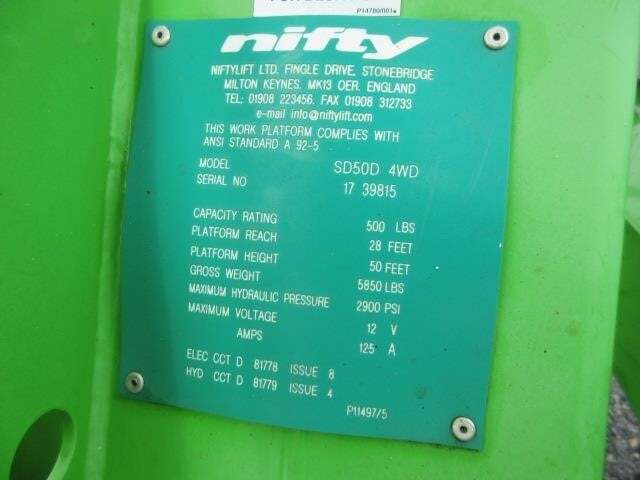 P14780/001a
nifty
NIFTYLIFT LTD. FINGLE DRIVE, STONEBRIDGE
MILTON KEYNES. MK13 OER. ENGLAND
TEL: 01908 223456. FAX 01908 312733
e-mail info@niftylift.com
THIS WORK PLATFORM COMPLIES WITH
ANSI STANDARD A 92-5
MODEL SD50D 4WD
SERIAL NO 17 39815
CAPACITY RATING 500 LBS
PLATFORM REACH 28 FEET
PLATFORM HEIGHT 50 FEET
GROSS WEIGHT 5850 LBS
MAXIMUM HYDRAULIC PRESSURE 2900 PSI
MAXIMUM VOLTAGE 12 V
AMPS 125 A
ELEC CCT D 81778 ISSUE 8
HYD CCT D 81779 ISSUE 4
P11497/5